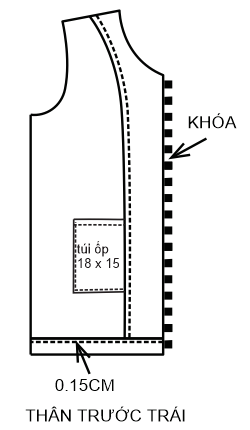 KHÓA
túi ốp
18 x 15
0.15CM
THÂN TRƯỚC TRÁI